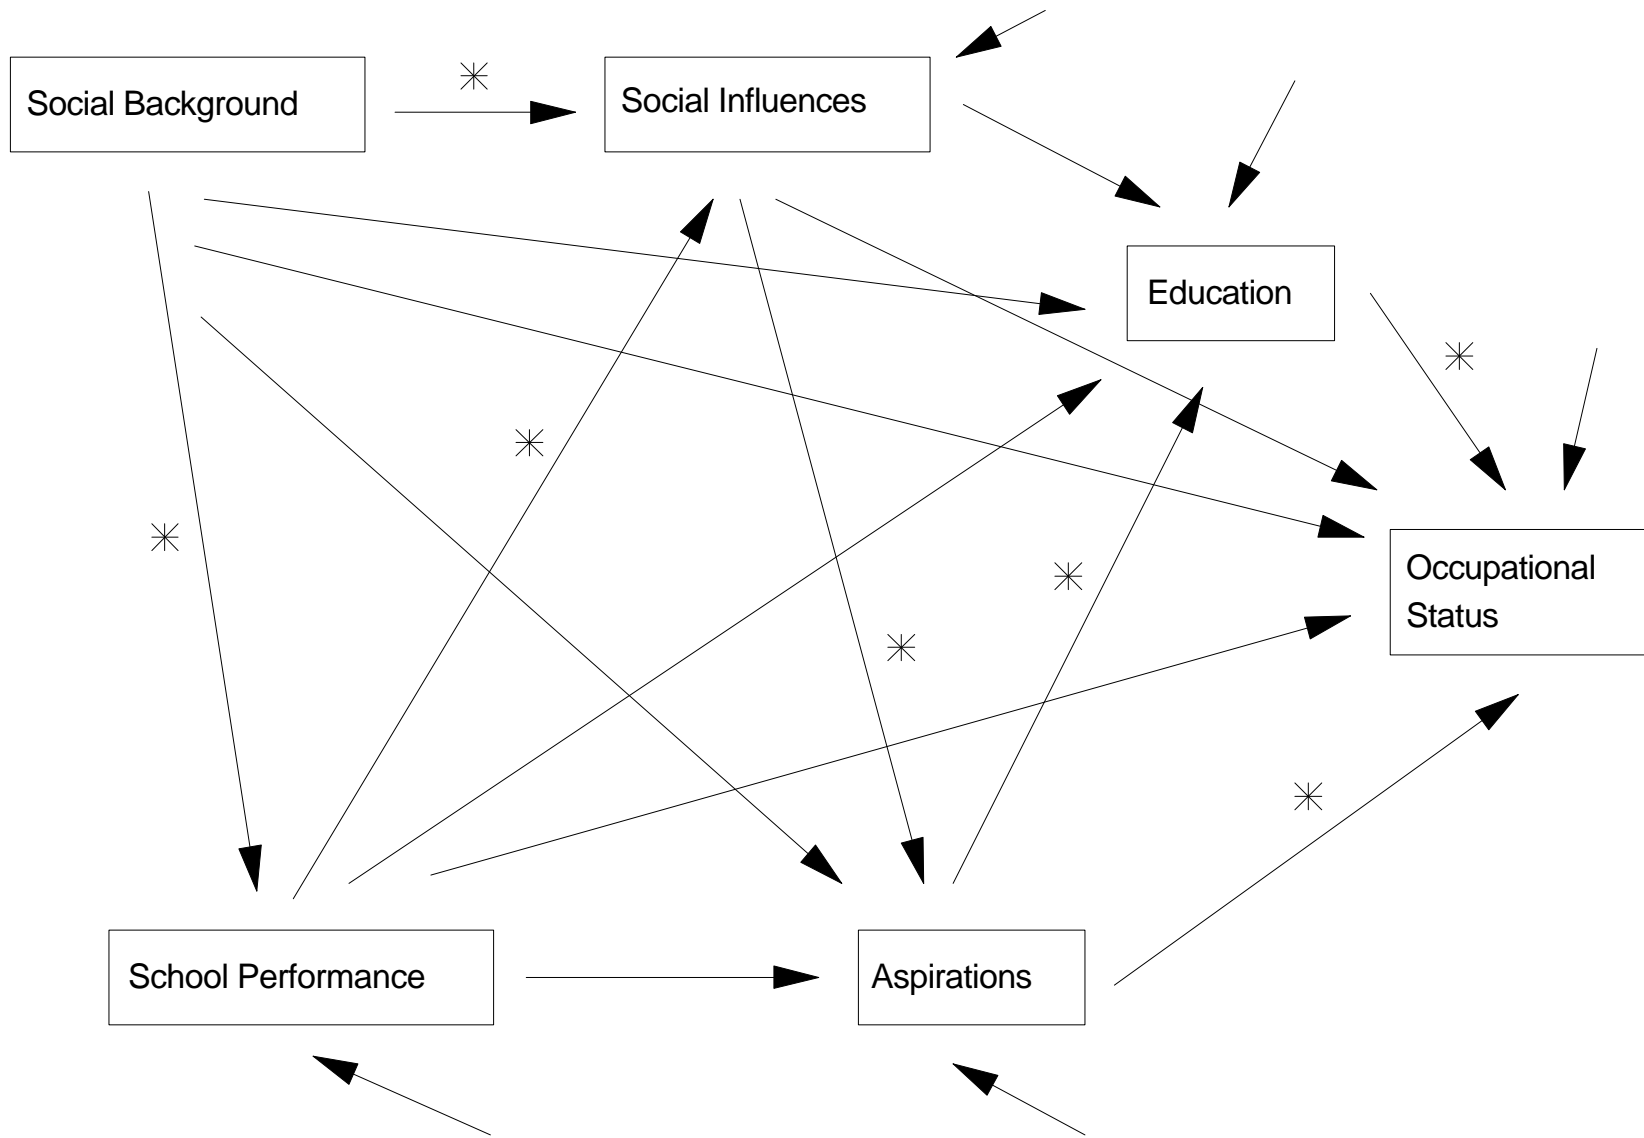 Social Background
Social Influences
Education
Occupational
Status
School Performance
Aspirations